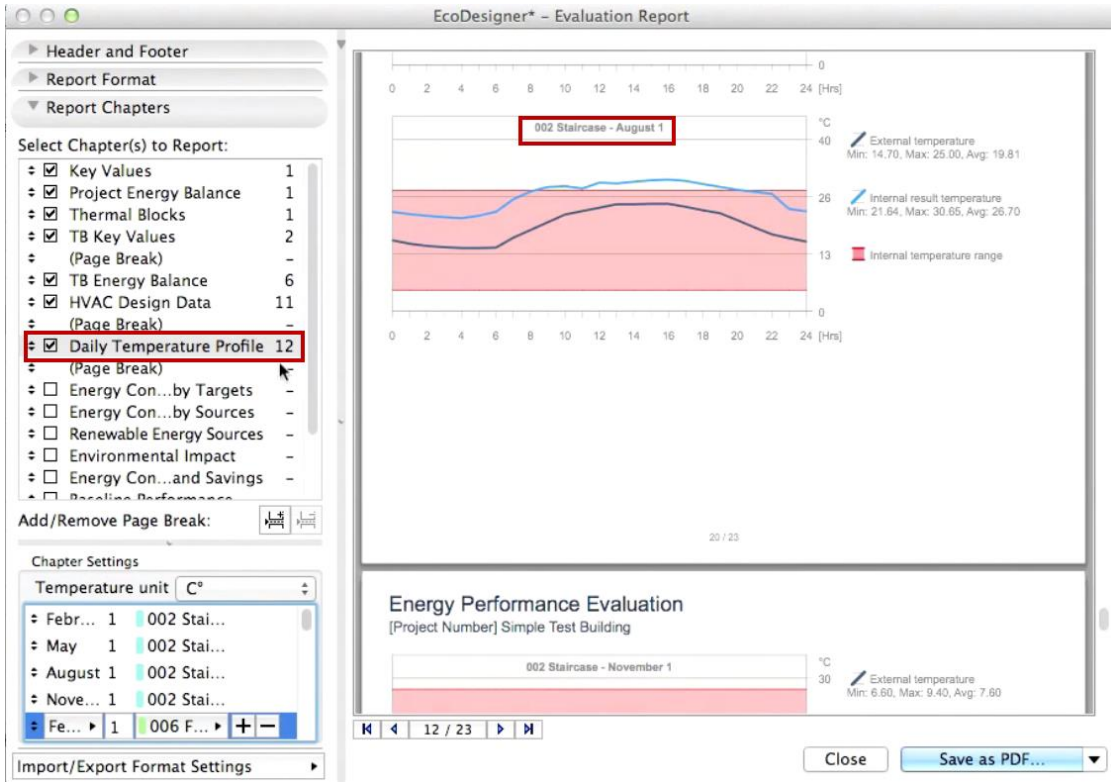 EcoDesigner* – Evaluation Report
Header and Footer
Report Format
Report Chapters
Select Chapter(s) to Report:
Key Values 1
Project Energy Balance 1
Thermal Blocks 1
TB Key Values 2
(Page Break) –
TB Energy Balance 6
HVAC Design Data 11
(Page Break) –
Daily Temperature Profile 12
(Page Break) –
Energy Con...by Targets –
Energy Con...by Sources –
Renewable Energy Sources –
Environmental Impact –
Energy Con...and Savings –
Baseline Performance
Add/Remove Page Break:
Chapter Settings
Temperature unit C°
Febr... 1 002 Stai...
May 1 002 Stai...
August 1 002 Stai...
Nove... 1 002 Stai...
Fe... 1 006 F... + −
Import/Export Format Settings
0
0 2 4 6 8 10 12 14 16 18 20 22 24 [Hrs]
002 Staircase - August 1
°C
40
26
13
0
External temperature
Min: 14.70, Max: 25.00, Avg: 19.81
Internal result temperature
Min: 21.64, Max: 30.65, Avg: 26.70
Internal temperature range
0 2 4 6 8 10 12 14 16 18 20 22 24 [Hrs]
20 / 23
Energy Performance Evaluation
[Project Number] Simple Test Building
002 Staircase - November 1
°C
30
External temperature
Min: 6.60, Max: 9.40, Avg: 7.60
12 / 23
Close
Save as PDF...